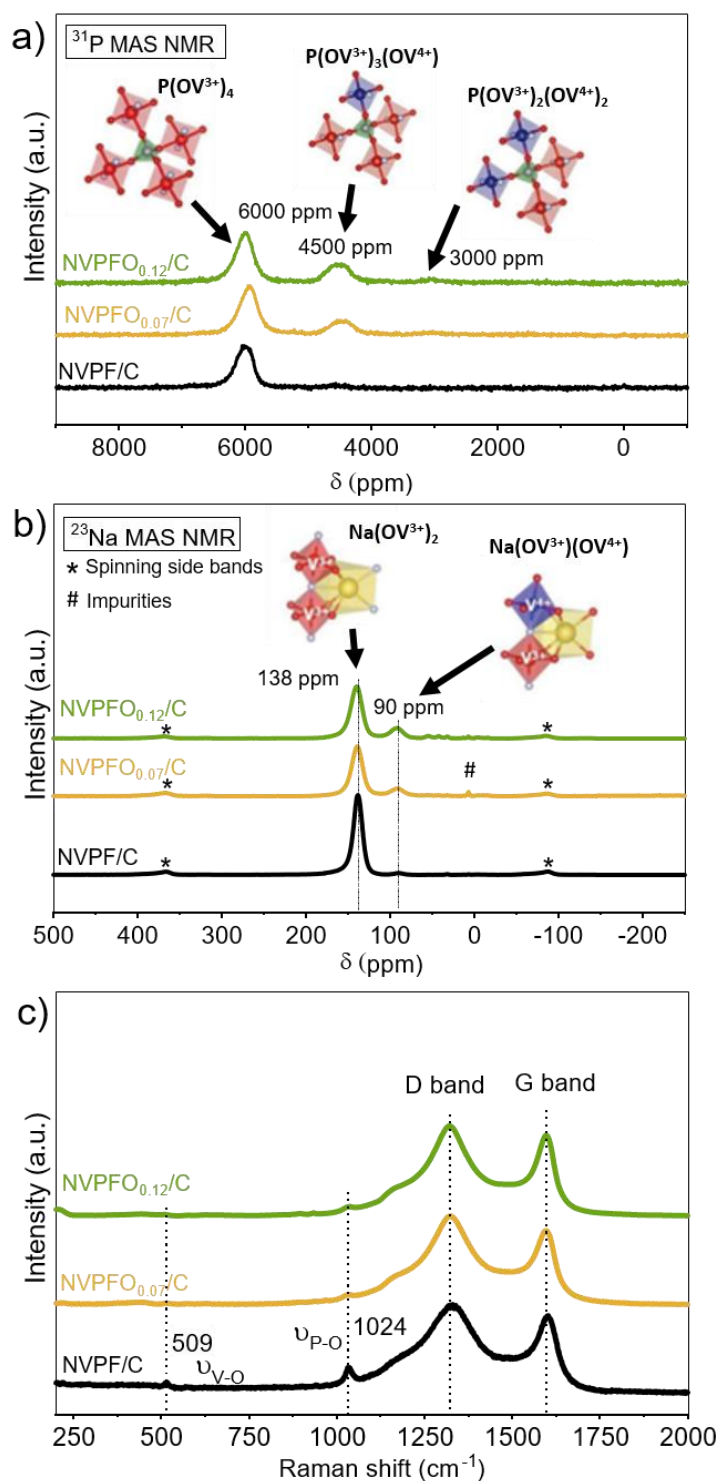 a)
³¹P MAS NMR
P(OV³⁺)₄
P(OV³⁺)₃(OV⁴⁺)
P(OV³⁺)₂(OV⁴⁺)₂
6000 ppm
4500 ppm
3000 ppm
NVPFO₀.₁₂/C
NVPFO₀.₀₇/C
NVPF/C
Intensity (a.u.)
8000 6000 4000 2000 0
δ (ppm)
b)
²³Na MAS NMR
* Spinning side bands
# Impurities
Na(OV³⁺)₂
Na(OV³⁺)(OV⁴⁺)
V³⁺
V³⁺
V⁴⁺
V³⁺
138 ppm
90 ppm
NVPFO₀.₁₂/C
* *
NVPFO₀.₀₇/C
* # *
NVPF/C
* *
Intensity (a.u.)
500 400 300 200 100 0 -100 -200
δ (ppm)
c)
D band G band
NVPFO₀.₁₂/C
NVPFO₀.₀₇/C
NVPF/C
509
υV-O
υP-O
1024
Intensity (a.u.)
250 500 750 1000 1250 1500 1750 2000
Raman shift (cm⁻¹)